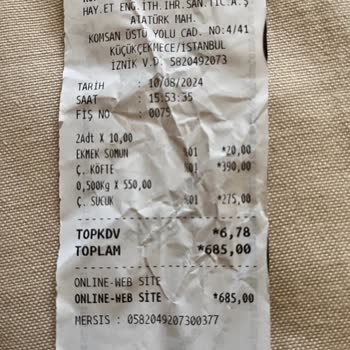 HAY.ET ENG.İTH.İHR.SAN.TİC.A.Ş
ATATÜRK MAH.
KOMSAN ÜSTÜ YOLU CAD. NO:4/41
KÜÇÜKÇEKMECE/İSTANBUL
İZNİK V.D. 5820492073
TARİH : 10/08/2024
SAAT : 15:53:35
FİŞ NO : 0075
2Adt X 10,00
EKMEK SOMUN %01 *20,00
Ç. KÖFTE %01 *390,00
0,500Kg X 550,00
Ç. SUCUK %01 *275,00
TOPKDV *6,78
TOPLAM *685,00
ONLINE-WEB SITE
ONLINE-WEB SİTE *685,00
MERSIS : 0582049207300377